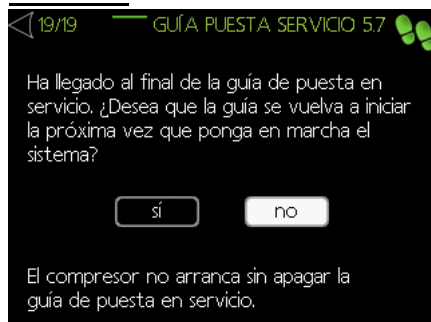 19/19 GUÍA PUESTA SERVICIO 5.7
Ha llegado al final de la guía de puesta en
servicio. ¿Desea que la guía se vuelva a iniciar
la próxima vez que ponga en marcha el
sistema?
sí no
El compresor no arranca sin apagar la
guía de puesta en servicio.